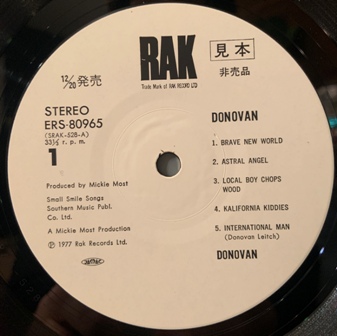 RAK
Trade Mark of RAK RECORD LTD
見本
非売品
12/20 発売
STEREO
ERS-80965
(SRAK-528-A)
33⅓ r. p. m.
1
DONOVAN
1. BRAVE NEW WORLD
2. ASTRAL ANGEL
3. LOCAL BOY CHOPS
WOOD
4. KALIFORNIA KIDDIES
5. INTERNATIONAL MAN
(Donovan Leitch)
DONOVAN
Produced by Mickie Most
Small Smile Songs
Southern Music Publ.
Co. Ltd.
A Mickie Most Production
℗ 1977 Rak Records Ltd.